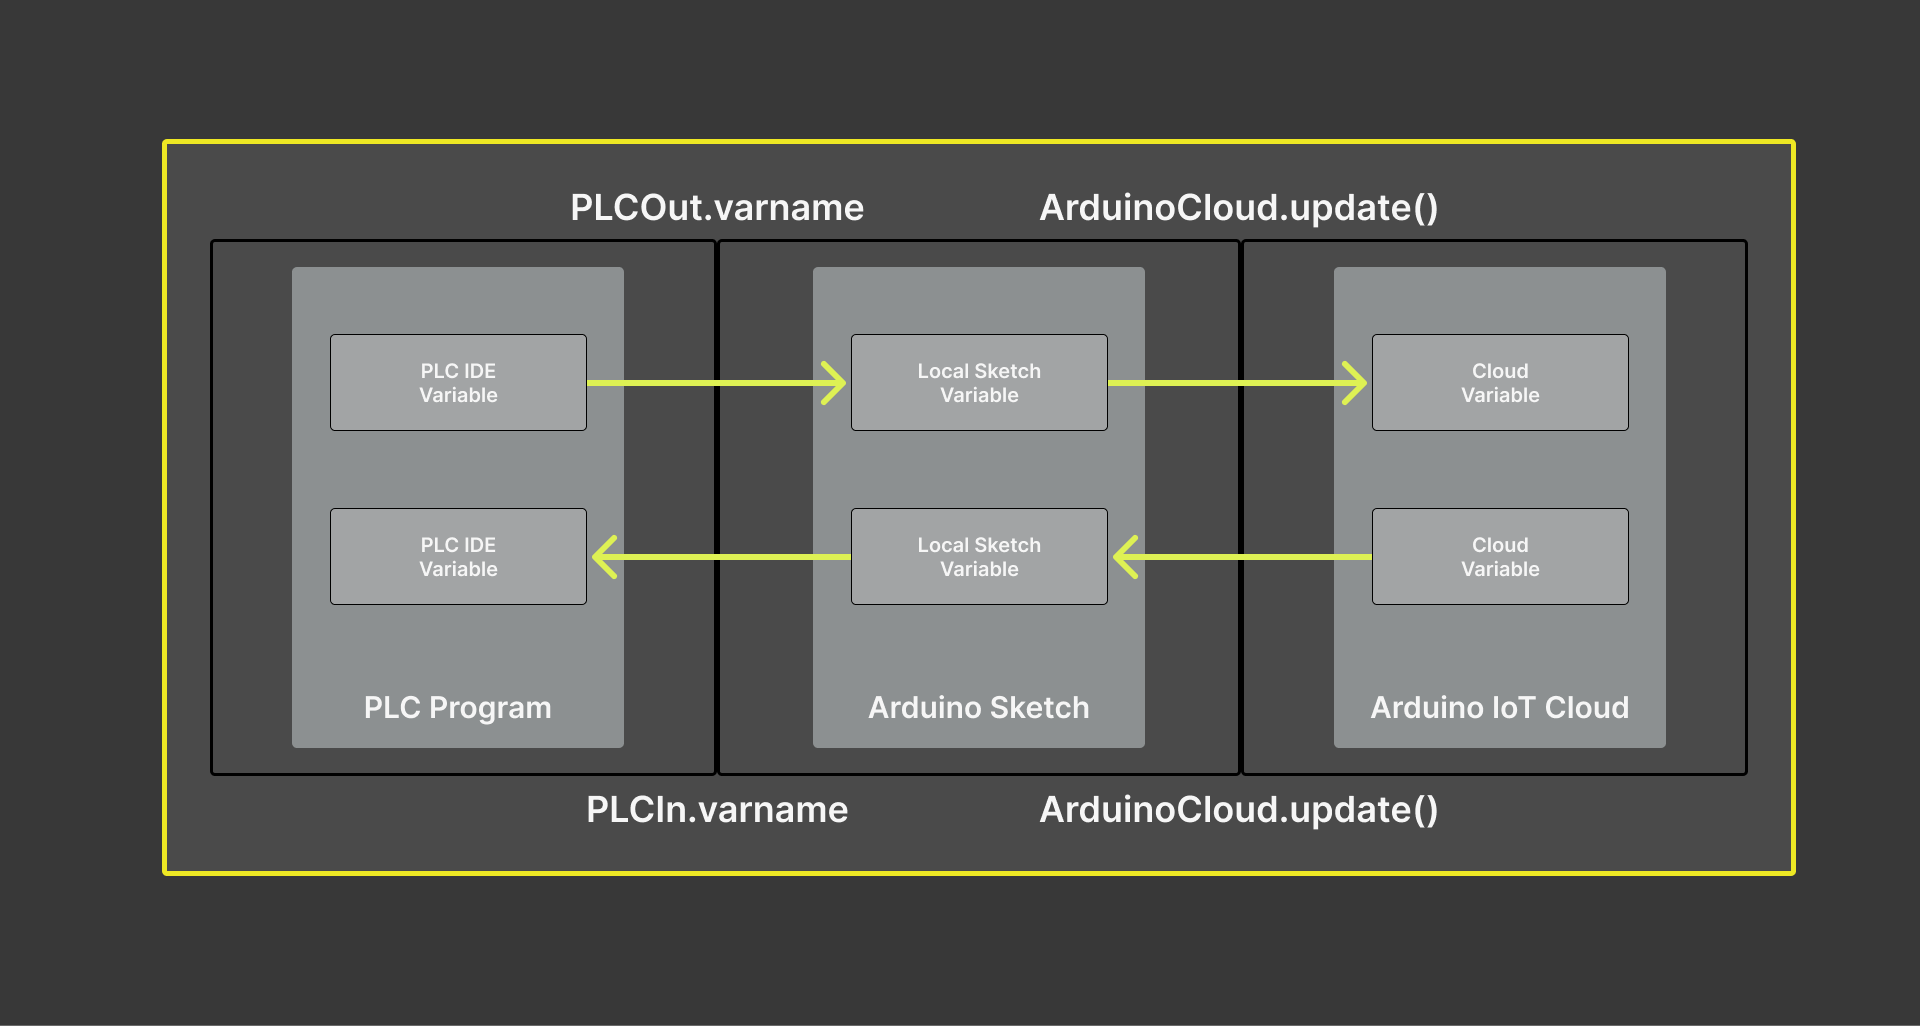 PLCOut.varname
ArduinoCloud.update()
PLC IDE
Variable
Local Sketch
Variable
Cloud
Variable
PLC IDE
Variable
Local Sketch
Variable
Cloud
Variable
PLC Program
Arduino Sketch
Arduino IoT Cloud
PLCIn.varname
ArduinoCloud.update()